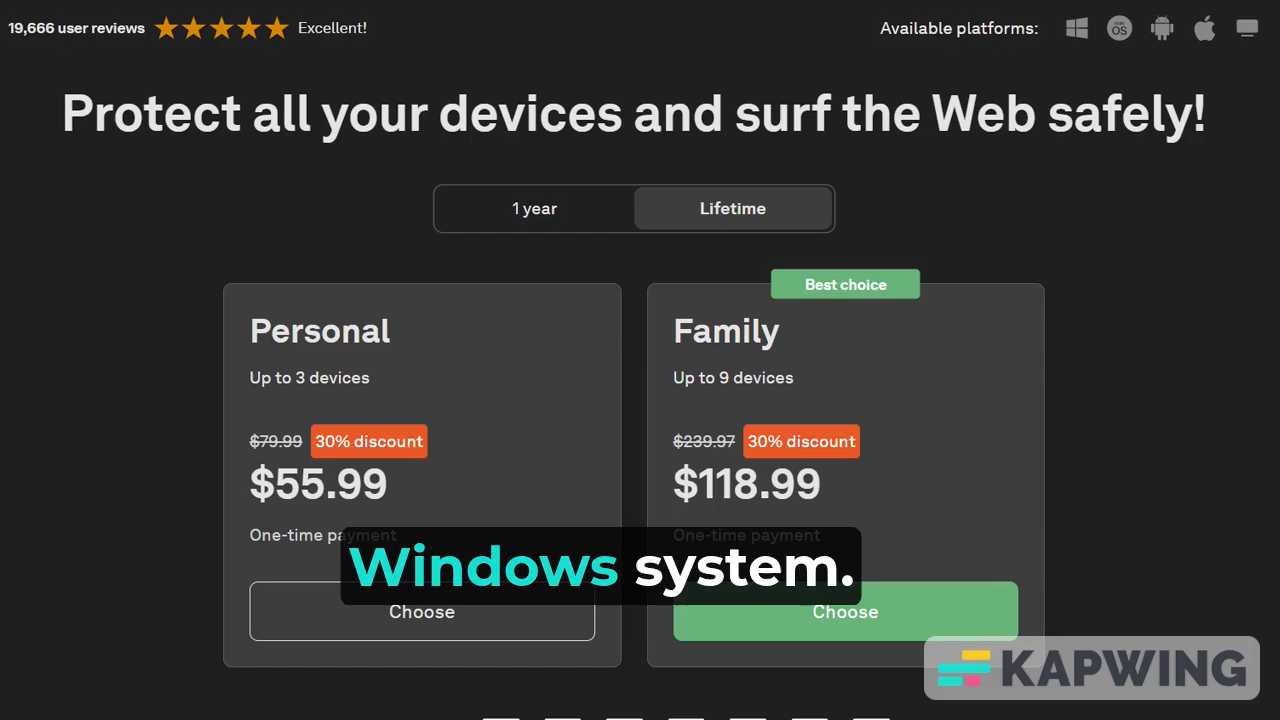 19,666 user reviews Excellent! Available platforms: mac OS
Protect all your devices and surf the Web safely!
1 year Lifetime
Best choice
Personal Family
Up to 3 devices Up to 9 devices
$79.99 30% discount $239.97 30% discount
$55.99 $118.99
One-time payment One-time payment
Windows system.
Choose Choose
KAPWING